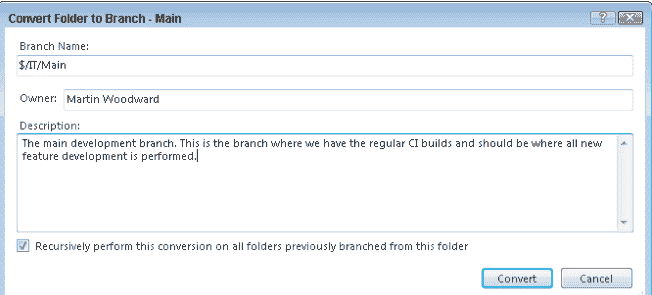 Convert Folder to Branch - Main
Branch Name:
$/IT/Main
Owner: Martin Woodward
Description:
The main development branch. This is the branch where we have the regular CI builds and should be where all new
feature development is performed.
Recursively perform this conversion on all folders previously branched from this folder
Convert Cancel